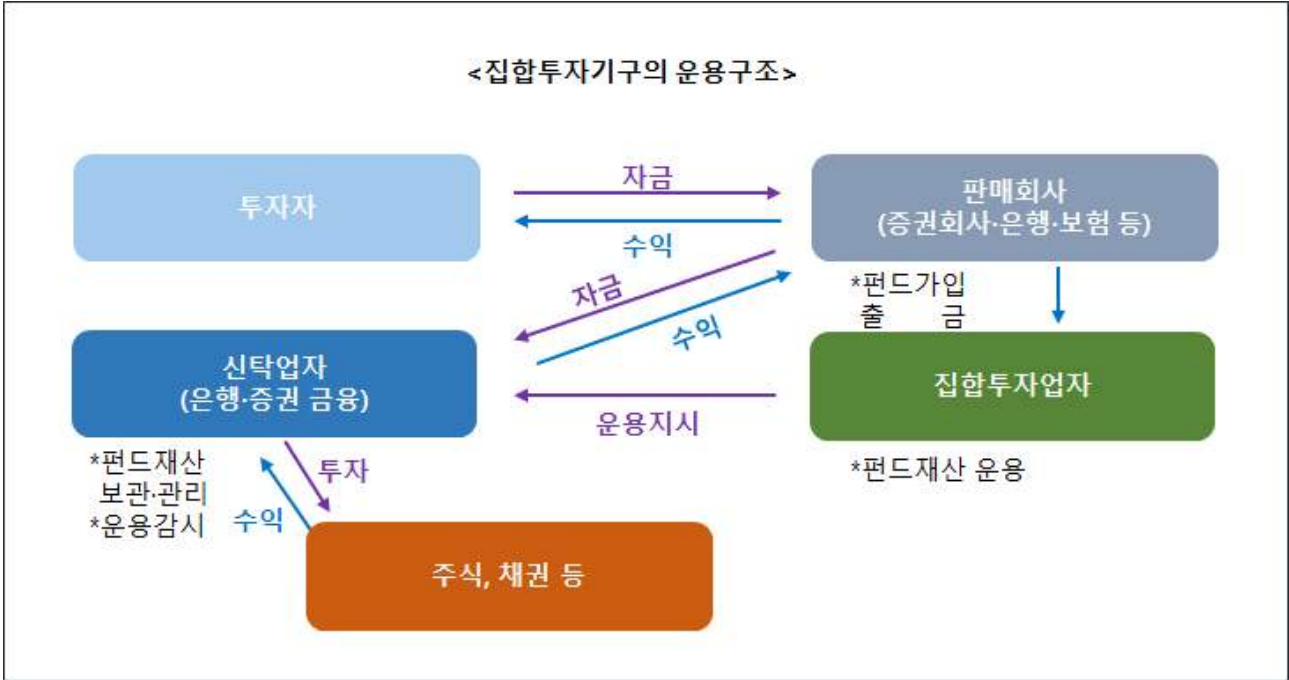 <집합투자기구의 운용구조>
투자자
자금
수익
판매회사
(증권회사·은행·보험 등)
자금
수익
*펀드가입
출 금
신탁업자
(은행·증권 금융)
운용지시
집합투자업자
*펀드재산
보관·관리
*운용감시
투자
수익
*펀드재산 운용
주식, 채권 등